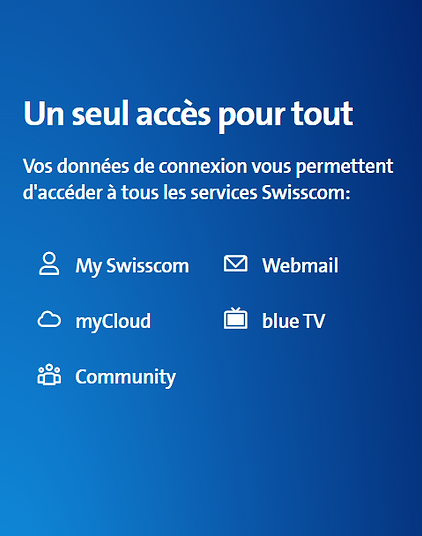 Un seul accès pour tout
Vos données de connexion vous permettent
d'accéder à tous les services Swisscom:
My Swisscom
Webmail
myCloud
blue TV
Community